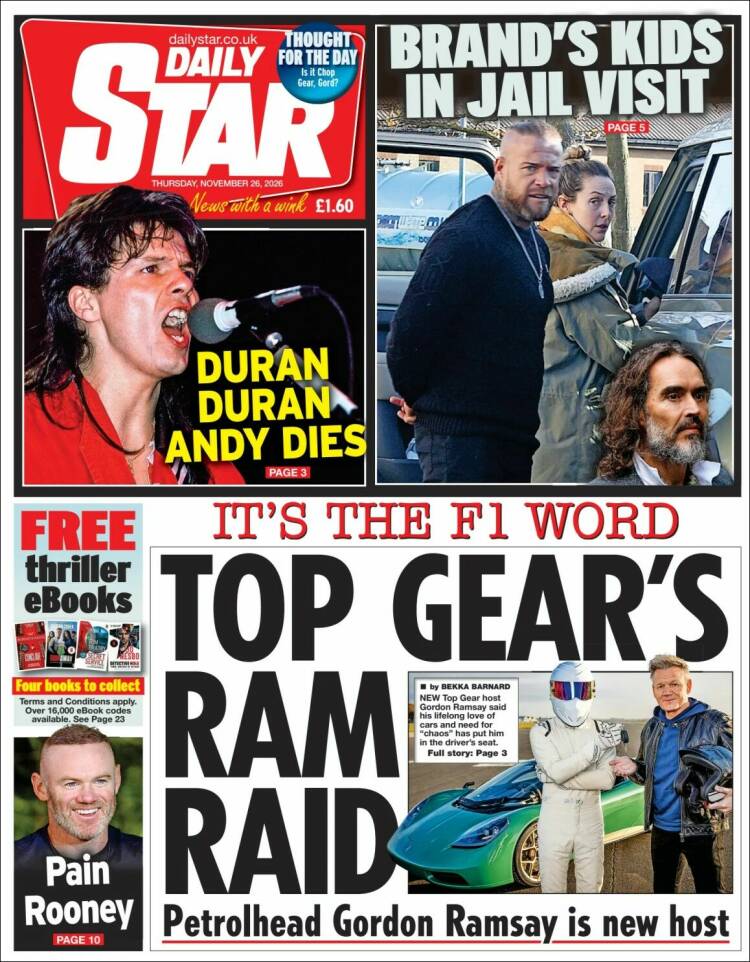 dailystar.co.uk
DAILY
STAR
THOUGHT
FOR THE DAY
Is it Chop
Gear, Gord?
THURSDAY, NOVEMBER 26, 2026
News with a wink £1.60
BRAND'S KIDS
IN JAIL VISIT
PAGE 5
DURAN
DURAN
ANDY DIES
PAGE 3
FREE
thriller
eBooks
Four books to collect
Terms and Conditions apply.
Over 16,000 eBook codes
available. See Page 23
Pain
Rooney
PAGE 10
IT'S THE F1 WORD
TOP GEAR'S
RAM
RAID
■ by BEKKA BARNARD
NEW Top Gear host
Gordon Ramsay said
his lifelong love of
cars and need for
"chaos" has put him
in the driver's seat.
Full story: Page 3
Petrolhead Gordon Ramsay is new host